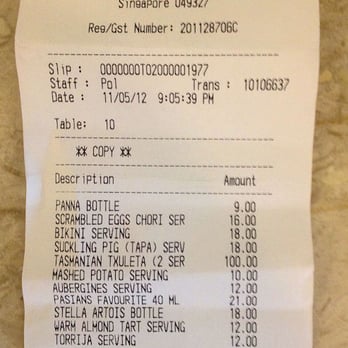 Singapore 049327
Reg/Gst Number: 201128706C
Slip : 0000000T02000001977
Staff : Pol Trans : 10106637
Date : 11/05/12 9:05:39 PM
Table: 10
** COPY **
Description Amount
PANNA BOTTLE 9.00
SCRAMBLED EGGS CHORI SER 16.00
BIKINI SERVING 18.00
SUCKLING PIG (TAPA) SERV 18.00
TASMANIAN TXULETA (2 SER 100.00
MASHED POTATO SERVING 10.00
AUBERGINES SERVING 12.00
PASIANS FAVOURITE 40 ML 21.00
STELLA ARTOIS BOTTLE 18.00
WARM ALMOND TART SERVING 12.00
TORRIJA SERVING 12.00